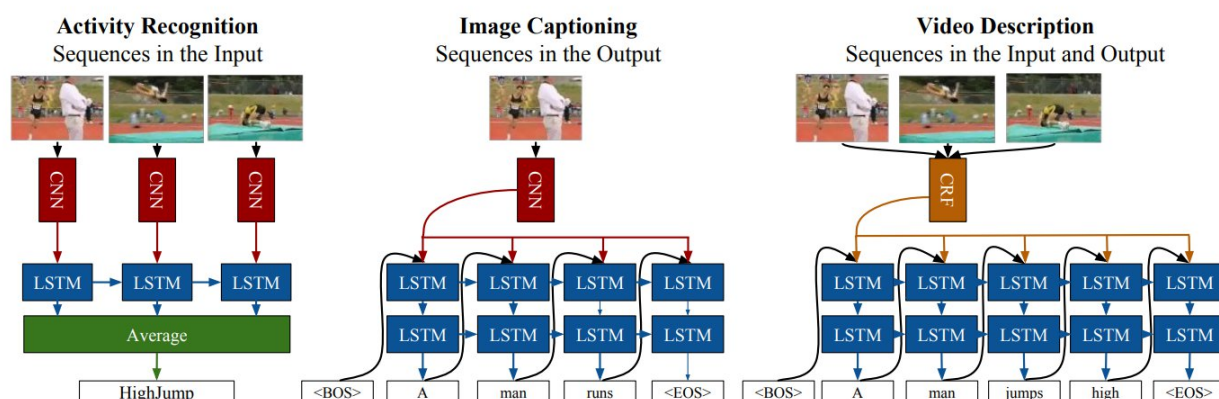 Activity Recognition
Sequences in the Input
CNN
CNN
CNN
LSTM
LSTM
LSTM
Average
HighJump
Image Captioning
Sequences in the Output
CNN
LSTM
LSTM
LSTM
LSTM
LSTM
LSTM
LSTM
LSTM
<BOS>
A
man
runs
<EOS>
Video Description
Sequences in the Input and Output
CRF
LSTM
LSTM
LSTM
LSTM
LSTM
LSTM
LSTM
LSTM
LSTM
LSTM
<BOS>
A
man
jumps
high
<EOS>